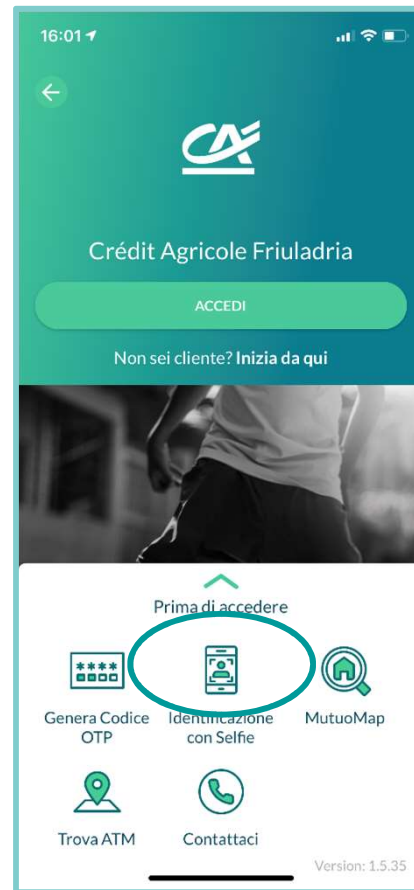 16:01
CA
Crédit Agricole Friuladria
ACCEDI
Non sei cliente? Inizia da qui
Prima di accedere
****
Genera Codice OTP
Identificazione con Selfie
MutuoMap
Trova ATM
Contattaci
Version: 1.5.35